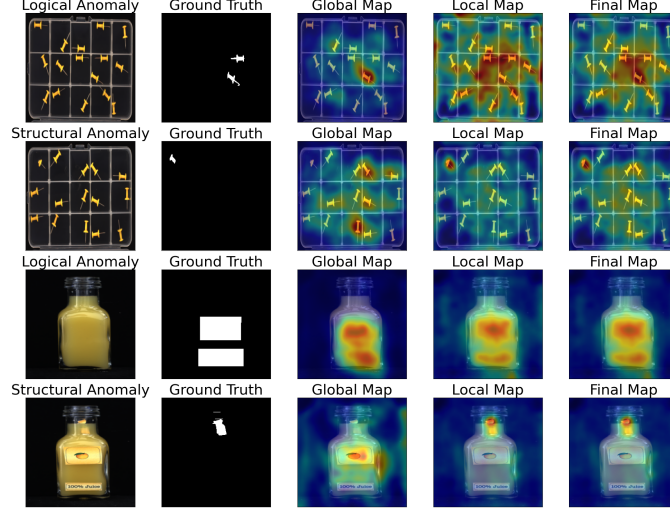 Logical Anomaly Ground Truth Global Map Local Map Final Map
Structural Anomaly Ground Truth Global Map Local Map Final Map
Logical Anomaly Ground Truth Global Map Local Map Final Map
Structural Anomaly Ground Truth Global Map Local Map Final Map
100% Juice